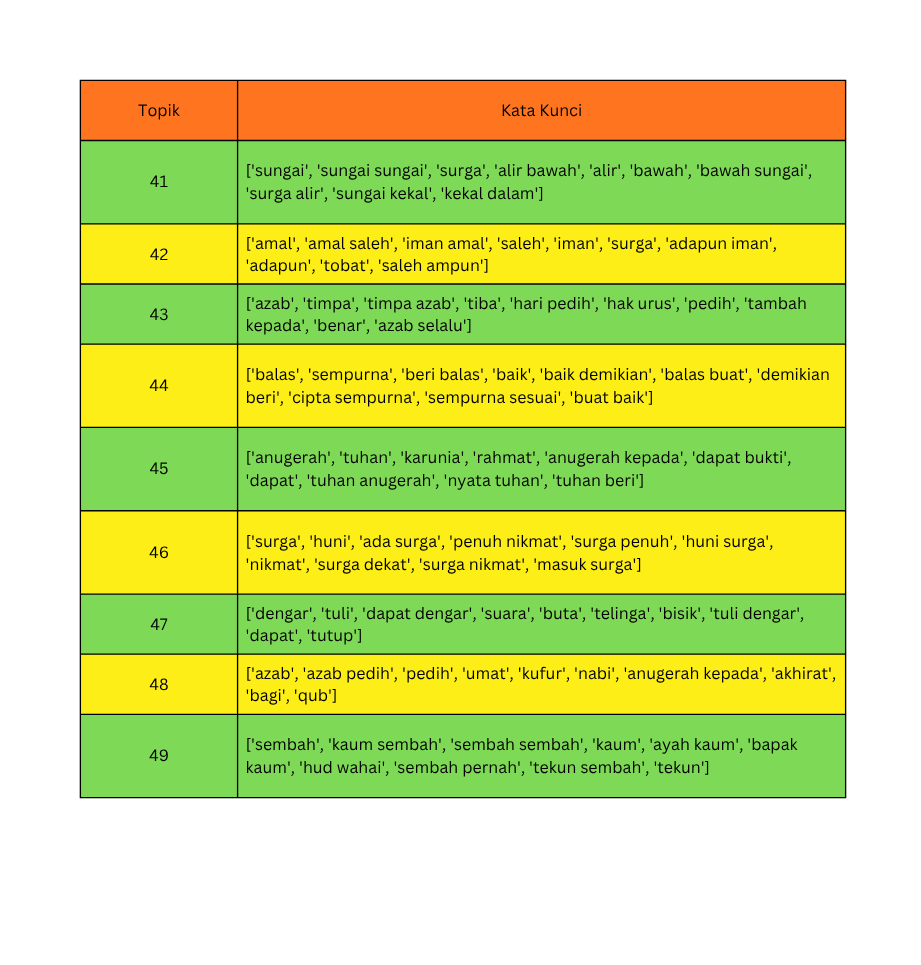 Topik Kata Kunci
41
['sungai', 'sungai sungai', 'surga', 'alir bawah', 'alir', 'bawah', 'bawah sungai',
'surga alir', 'sungai kekal', 'kekal dalam']
42
['amal', 'amal saleh', 'iman amal', 'saleh', 'iman', 'surga', 'adapun iman',
'adapun', 'tobat', 'saleh ampun']
43
['azab', 'timpa', 'timpa azab', 'tiba', 'hari pedih', 'hak urus', 'pedih', 'tambah
kepada', 'benar', 'azab selalu']
44
['balas', 'sempurna', 'beri balas', 'baik', 'baik demikian', 'balas buat', 'demikian
beri', 'cipta sempurna', 'sempurna sesuai', 'buat baik']
45
['anugerah', 'tuhan', 'karunia', 'rahmat', 'anugerah kepada', 'dapat bukti',
'dapat', 'tuhan anugerah', 'nyata tuhan', 'tuhan beri']
46
['surga', 'huni', 'ada surga', 'penuh nikmat', 'surga penuh', 'huni surga',
'nikmat', 'surga dekat', 'surga nikmat', 'masuk surga']
47
['dengar', 'tuli', 'dapat dengar', 'suara', 'buta', 'telinga', 'bisik', 'tuli dengar',
'dapat', 'tutup']
48
['azab', 'azab pedih', 'pedih', 'umat', 'kufur', 'nabi', 'anugerah kepada', 'akhirat',
'bagi', 'qub']
49
['sembah', 'kaum sembah', 'sembah sembah', 'kaum', 'ayah kaum', 'bapak
kaum', 'hud wahai', 'sembah pernah', 'tekun sembah', 'tekun']